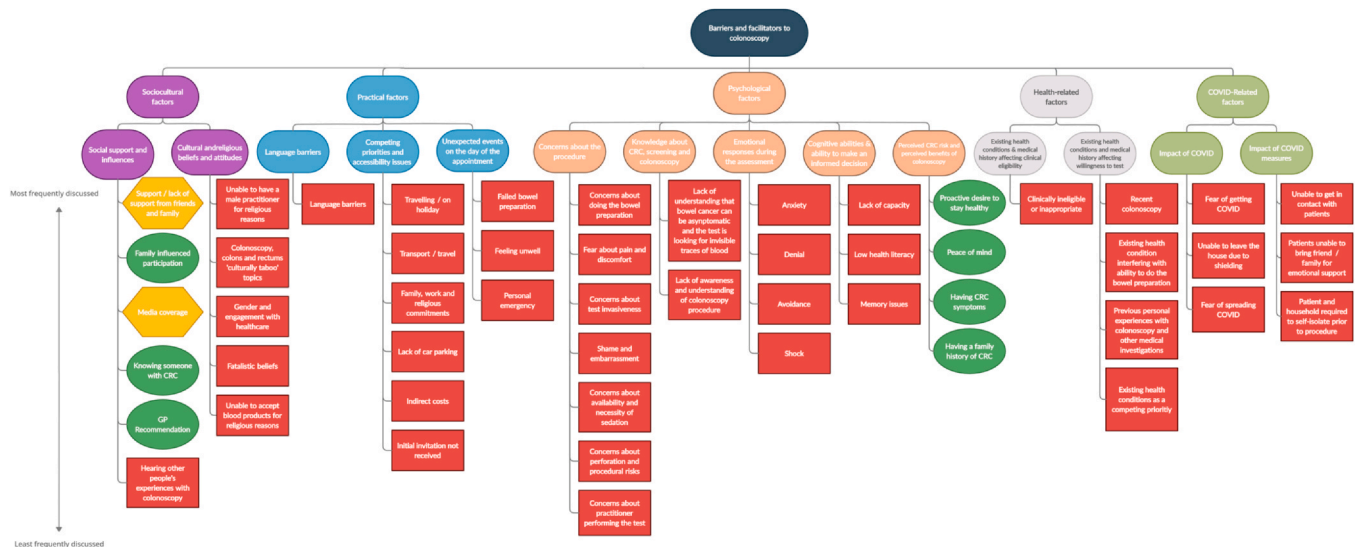 Barriers and facilitators to
colonoscopy
Sociocultural
factors
Practical factors
Psychological
factors
Health-related
factors
COVID-Related
factors
Social support and
influences
Cultural andreligious
beliefs and attitudes
Language barriers
Competing
priorities and
accessibility issues
Unexpected events
on the day of the
appointment
Concerns about the
procedure
Knowledge about
CRC, screening and
colonoscopy
Emotional
responses during
the assessment
Cognitive abilities &
ability to make an
informed decision
Perceived CRC risk and
perceived benefits of
colonoscopy
Existing health
conditions & medical
history affecting clinical
eligibility
Existing health
conditions and medical
history affecting
willingness to test
Impact of COVID
Impact of COVID
measures
Most frequently discussed
Least frequently discussed
Support / lack of
support from friends
and family
Family influenced
participation
Media coverage
Knowing someone
with CRC
GP
Recommendation
Hearing other
people's
experiences with
colonoscopy
Unable to have a
male practitioner for
religious
reasons
Colonoscopy,
colons and rectums
'culturally taboo'
topics
Gender and
engagement with
healthcare
Fatalistic beliefs
Unable to accept
blood products for
religious reasons
Language barriers
Travelling / on
holiday
Transport / travel
Family, work and
religious
commitments
Lack of car parking
Indirect costs
Initial invitation not
received
Failed bowel
preparation
Feeling unwell
Personal
emergency
Concerns about
doing the bowel
preparation
Fear about pain and
discomfort
Concerns about
test invasiveness
Shame and
embarrassment
Concerns about
availability and
necessity of
sedation
Concerns about
perforation and
procedural risks
Concerns about
practitioner
performing the test
Lack of
understanding that
bowel cancer can
be asymptomatic
and the test is
looking for invisible
traces of blood
Lack of awareness
and understanding
of colonoscopy
procedure
Anxiety
Denial
Avoidance
Shock
Lack of capacity
Low health literacy
Memory issues
Proactive desire to
stay healthy
Peace of mind
Having CRC
symptoms
Having a family
history of CRC
Clinically ineligible
or inappropriate
Recent
colonoscopy
Existing health
condition
interfering with
ability to do the
bowel preparation
Previous personal
experiences with
colonoscopy and
other medical
investigations
Existing health
conditions as a
competing priority
Fear of getting
COVID
Unable to leave the
house due to
shielding
Fear of spreading
COVID
Unable to get in
contact with
patients
Patients unable to
bring friend /
family for
emotional support
Patient and
household required
to self-isolate prior
to procedure